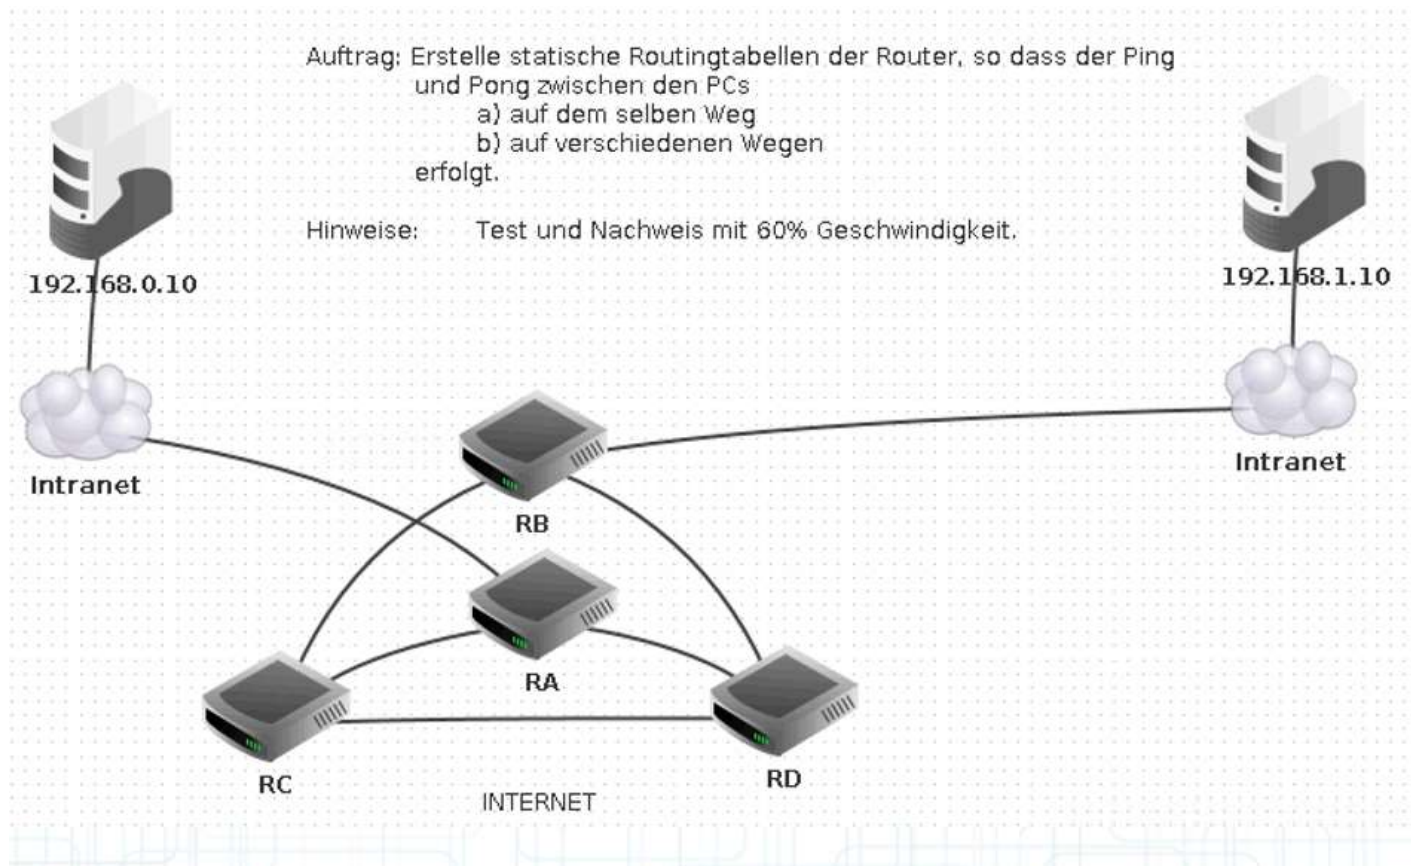 Auftrag: Erstelle statische Routingtabellen der Router, so dass der Ping
und Pong zwischen den PCs
a) auf dem selben Weg
b) auf verschiedenen Wegen
erfolgt.
Hinweise: Test und Nachweis mit 60% Geschwindigkeit.
192.168.0.10
192.168.1.10
Intranet
Intranet
RB
RA
RC
RD
INTERNET